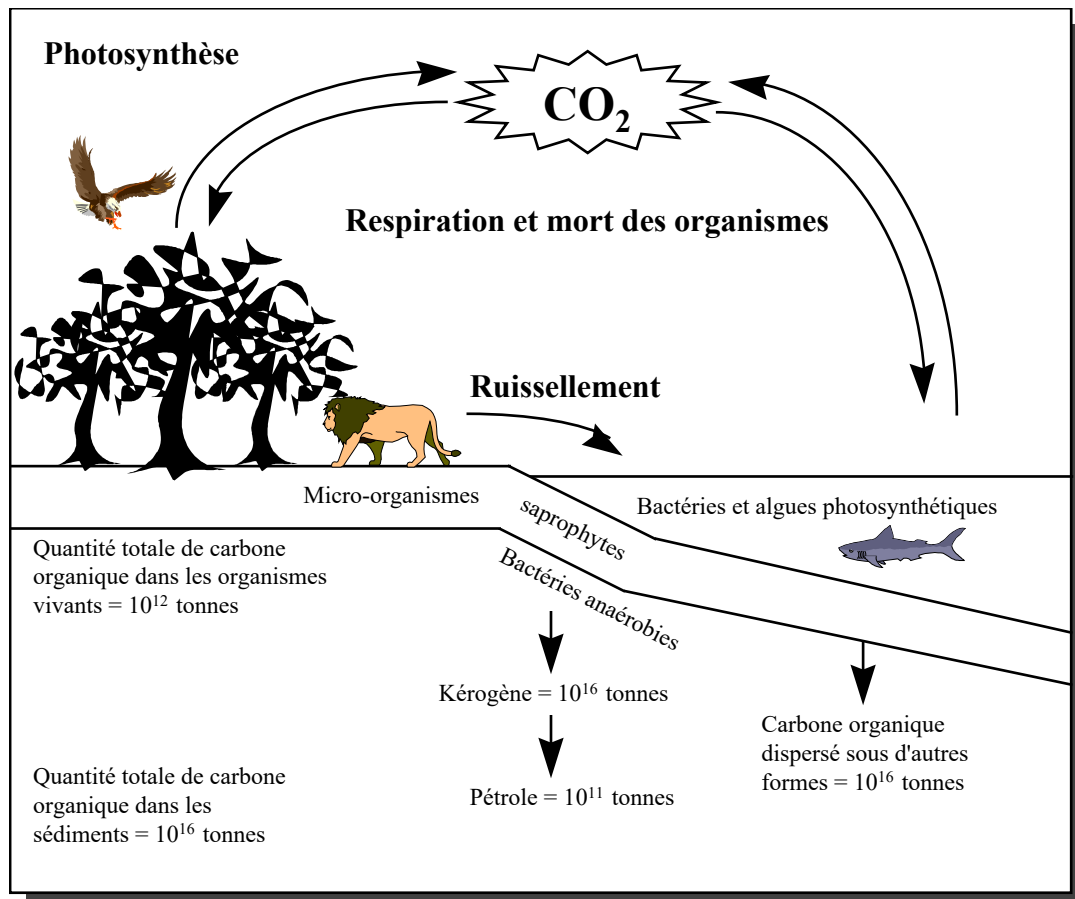 Photosynthèse
CO₂
Respiration et mort des organismes
Ruissellement
Micro-organismes
saprophytes
Bactéries et algues photosynthétiques
Bactéries anaérobies
Quantité totale de carbone
organique dans les organismes
vivants = 10¹² tonnes
Kérogène = 10¹⁶ tonnes
Carbone organique
dispersé sous d'autres
formes = 10¹⁶ tonnes
Quantité totale de carbone
organique dans les
sédiments = 10¹⁶ tonnes
Pétrole = 10¹¹ tonnes